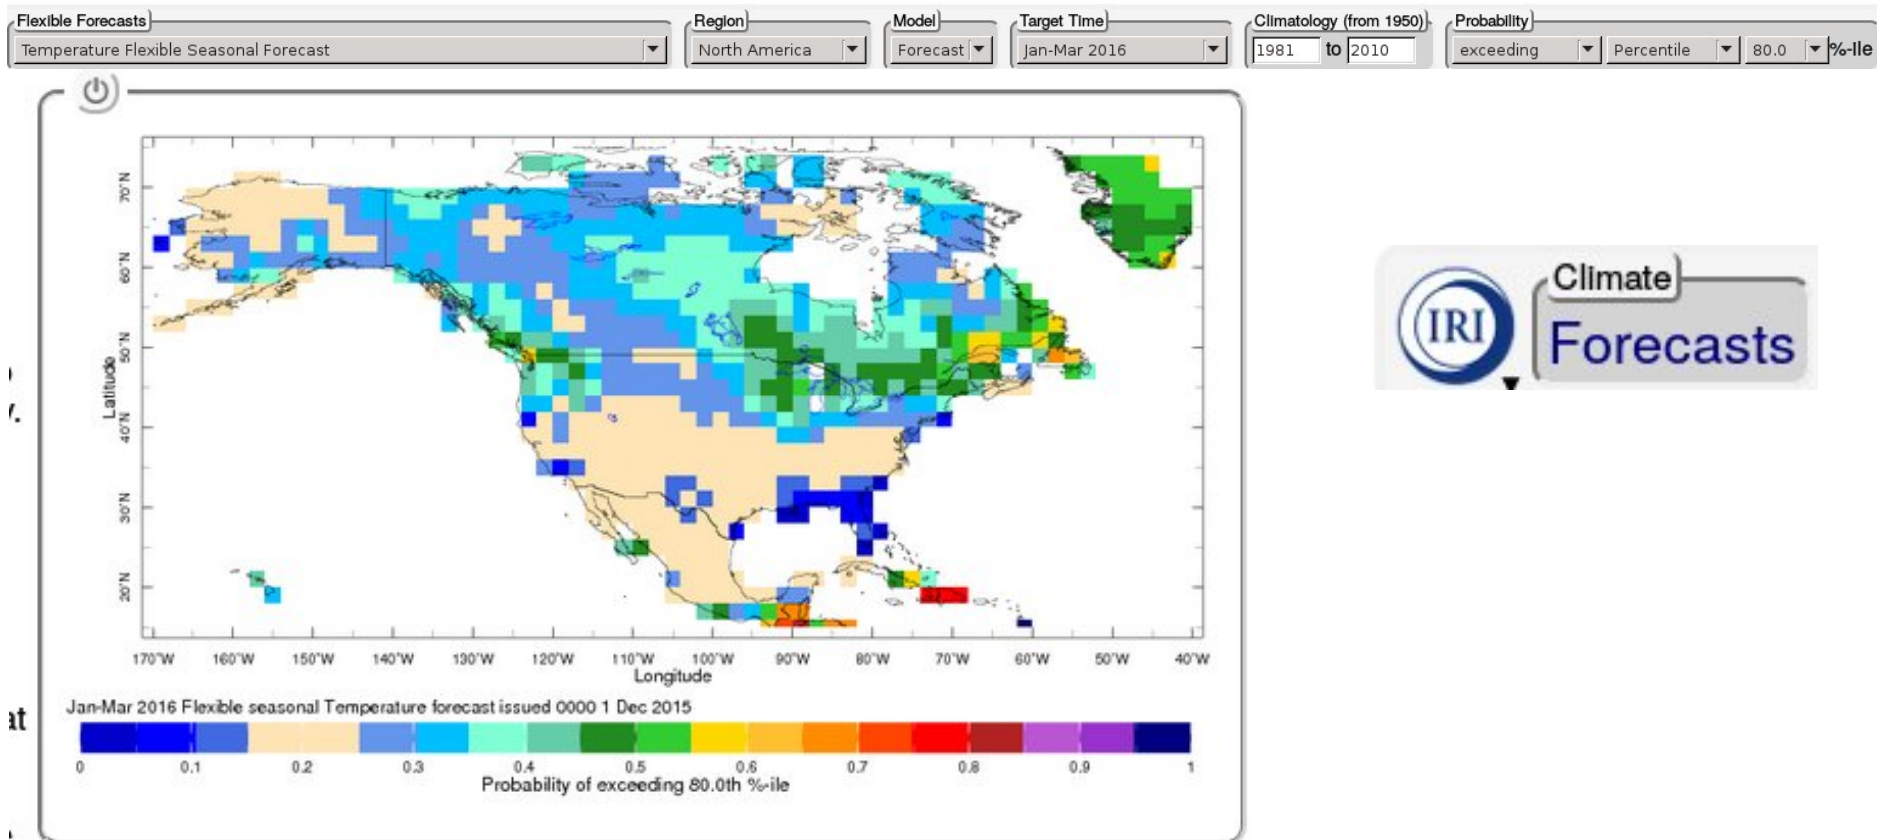 Flexible Forecasts
Temperature Flexible Seasonal Forecast
Region
North America
Model
Forecast
Target Time
Jan-Mar 2016
Climatology (from 1950)
1981 to 2010
Probability
exceeding Percentile 80.0 %-ile
70°N
60°N
50°N
40°N
30°N
20°N
Latitude
170°W 160°W 140°W 130°W 120°W 110°W 100°W 90°W 80°W 70°W 60°W 50°W 40°W
Longitude
Jan-Mar 2016 Flexible seasonal Temperature forecast issued 0000 1 Dec 2015
0 0.1 0.2 0.3 0.4 0.5 0.6 0.7 0.8 0.9 1
Probability of exceeding 80.0th %-ile
IRI
Climate
Forecasts
y.
at